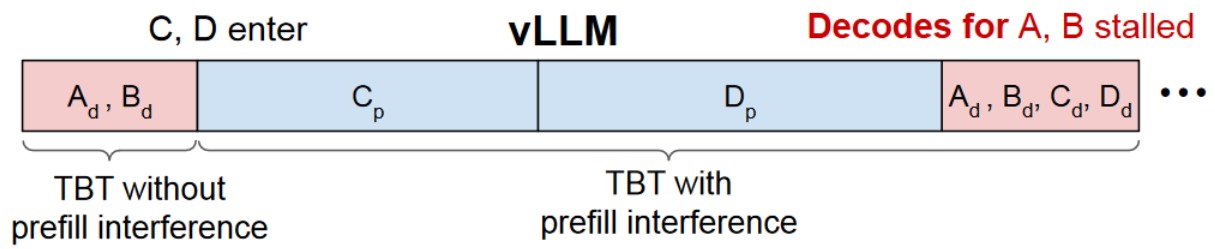 C, D enter
vLLM
Decodes for A, B stalled
A_d , B_d
C_p
D_p
A_d , B_d, C_d, D_d
•••
TBT without
prefill interference
TBT with
prefill interference